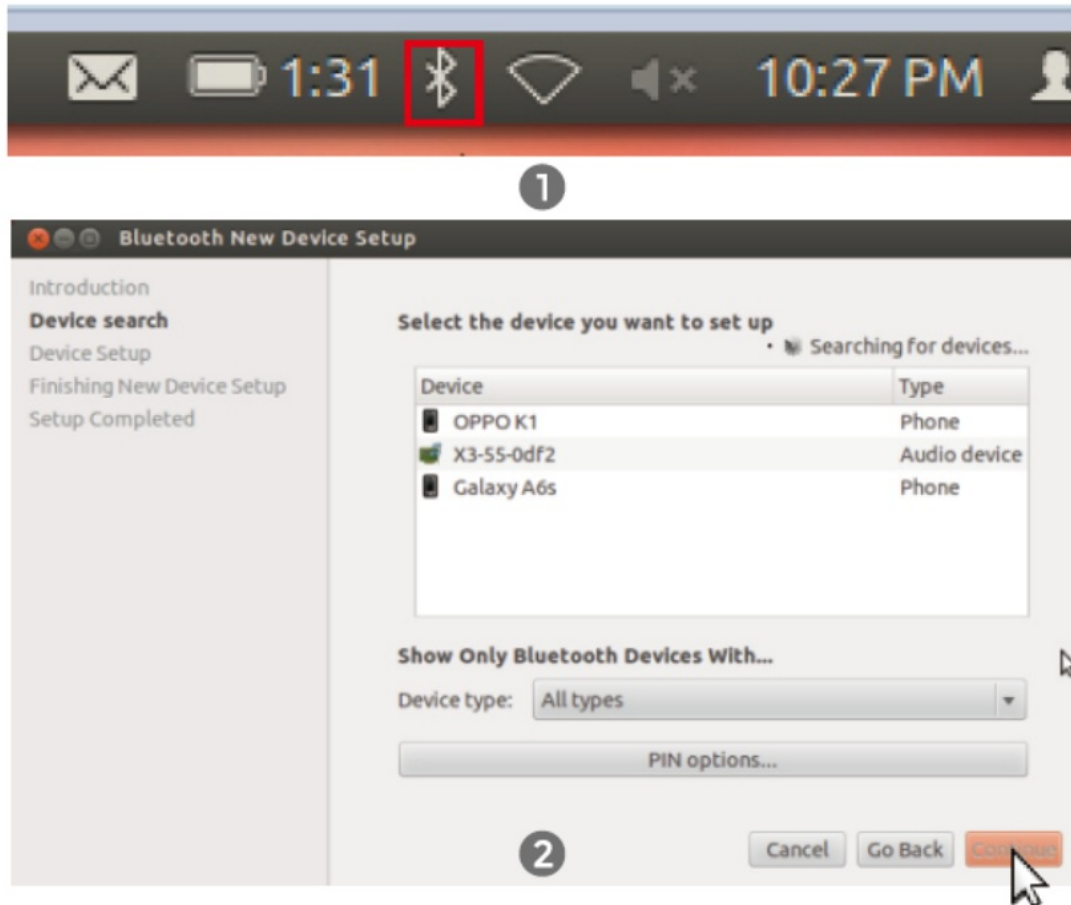 1:31 10:27 PM
1
Bluetooth New Device Setup
Introduction
Device search
Device Setup
Finishing New Device Setup
Setup Completed
Select the device you want to set up
Searching for devices...
Device Type
OPPO K1 Phone
X3-55-0df2 Audio device
Galaxy A6s Phone
Show Only Bluetooth Devices With...
Device type: All types
PIN options...
2
Cancel Go Back Continue